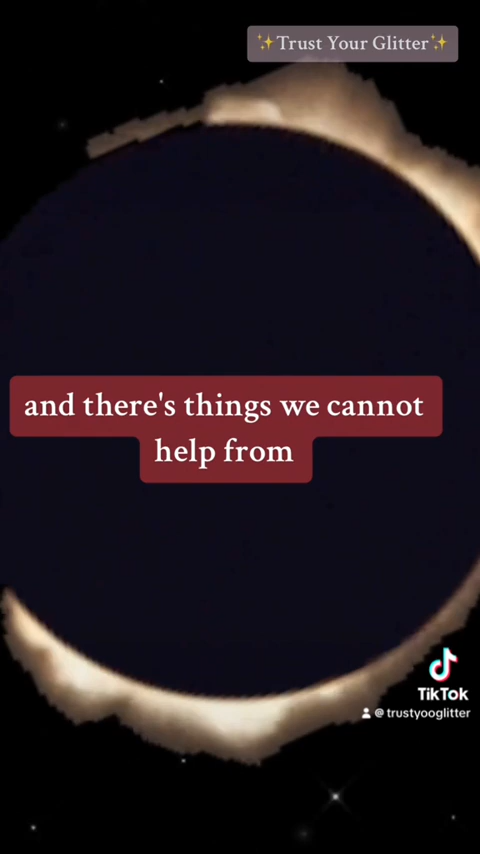 ✨Trust Your Glitter✨
and there's things we cannot
help from
TikTok
@trustyooglitter